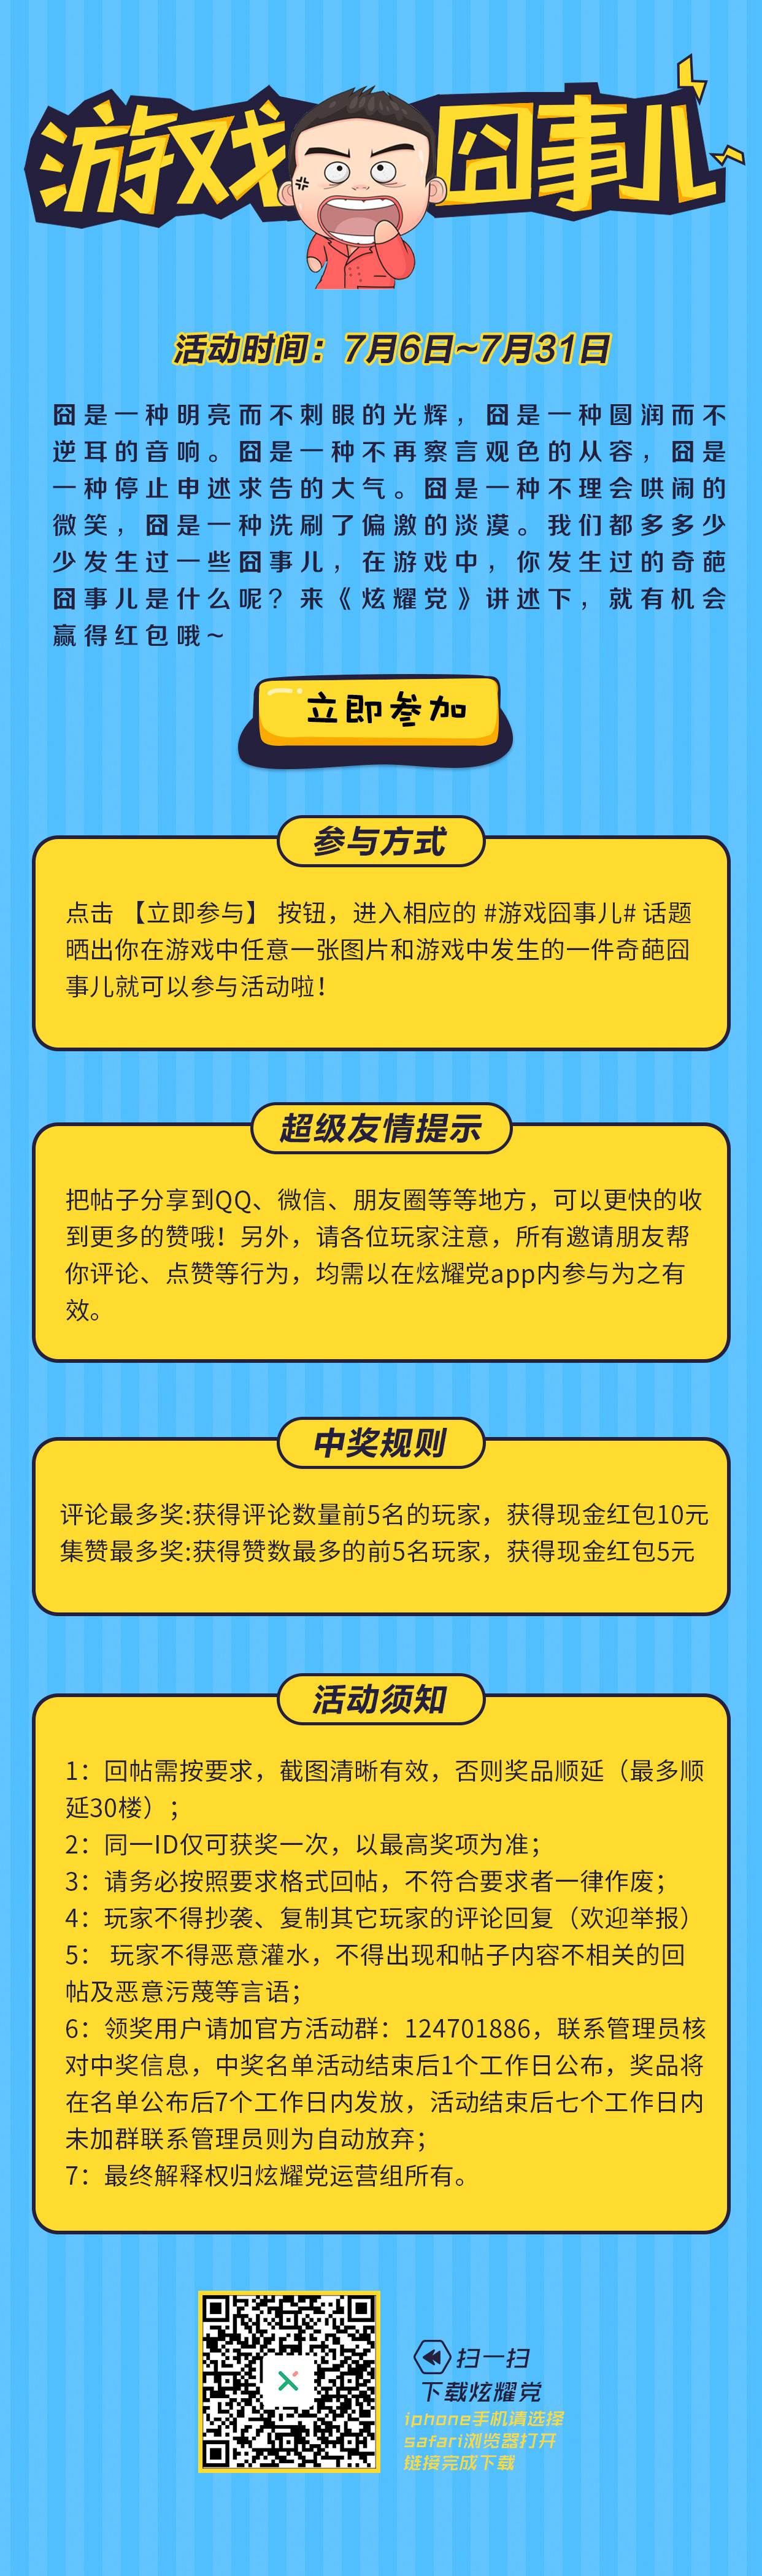 游戏囧事儿
活动时间：7月6日~7月31日
囧是一种明亮而不刺眼的光辉，囧是一种圆润而不
逆耳的音响。囧是一种不再察言观色的从容，囧是
一种停止申述求告的大气。囧是一种不理会哄闹的
微笑，囧是一种洗刷了偏激的淡漠。我们都多多少
少发生过一些囧事儿，在游戏中，你发生过的奇葩
囧事儿是什么呢？来《炫耀党》讲述下，就有机会
赢得红包哦~
立即参加
参与方式
点击 【立即参与】 按钮，进入相应的 #游戏囧事儿# 话题
晒出你在游戏中任意一张图片和游戏中发生的一件奇葩囧
事儿就可以参与活动啦！
超级友情提示
把帖子分享到QQ、微信、朋友圈等等地方，可以更快的收
到更多的赞哦！另外，请各位玩家注意，所有邀请朋友帮
你评论、点赞等行为，均需以在炫耀党app内参与为之有
效。
中奖规则
评论最多奖:获得评论数量前5名的玩家，获得现金红包10元
集赞最多奖:获得赞数最多的前5名玩家，获得现金红包5元
活动须知
1：回帖需按要求，截图清晰有效，否则奖品顺延（最多顺
延30楼）；
2：同一ID仅可获奖一次，以最高奖项为准；
3：请务必按照要求格式回帖，不符合要求者一律作废；
4：玩家不得抄袭、复制其它玩家的评论回复（欢迎举报）
5： 玩家不得恶意灌水，不得出现和帖子内容不相关的回
帖及恶意污蔑等言语；
6：领奖用户请加官方活动群：124701886，联系管理员核
对中奖信息，中奖名单活动结束后1个工作日公布，奖品将
在名单公布后7个工作日内发放，活动结束后七个工作日内
未加群联系管理员则为自动放弃；
7：最终解释权归炫耀党运营组所有。
扫一扫
下载炫耀党
iphone手机请选择
safari浏览器打开
链接完成下载